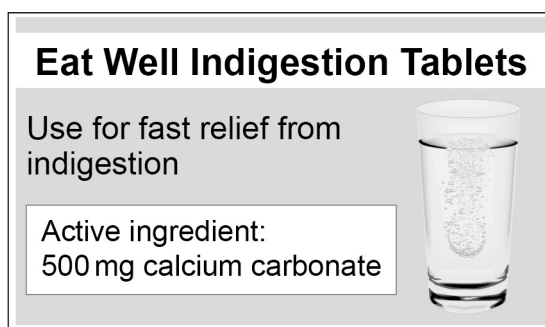 Eat Well Indigestion Tablets
Use for fast relief from
indigestion
Active ingredient:
500 mg calcium carbonate